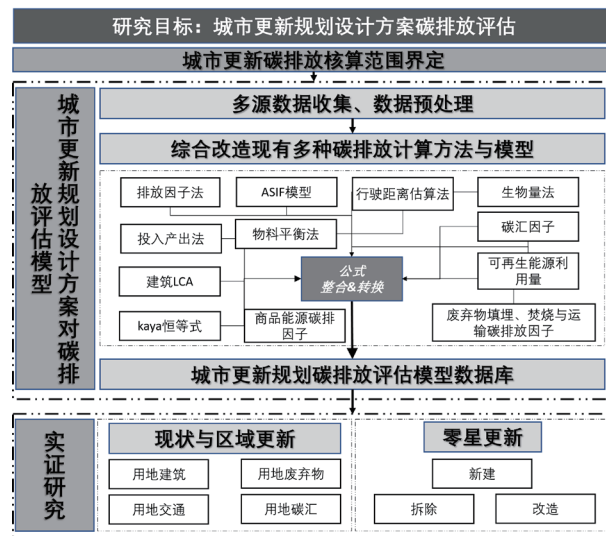 研究目标：城市更新规划设计方案碳排放评估
城市更新碳排放核算范围界定
城市更新规划设计方案对碳排
放评估模型
多源数据收集、数据预处理
综合改造现有多种碳排放计算方法与模型
排放因子法
ASIF模型
行驶距离估算法
生物量法
投入产出法
物料平衡法
碳汇因子
建筑LCA
公式
整合&转换
可再生能源利
用量
kaya恒等式
商品能源碳排
因子
废弃物填埋、焚烧与运
输碳排放因子
城市更新规划碳排放评估模型数据库
实证研究
现状与区域更新
用地建筑
用地废弃物
用地交通
用地碳汇
零星更新
新建
拆除
改造